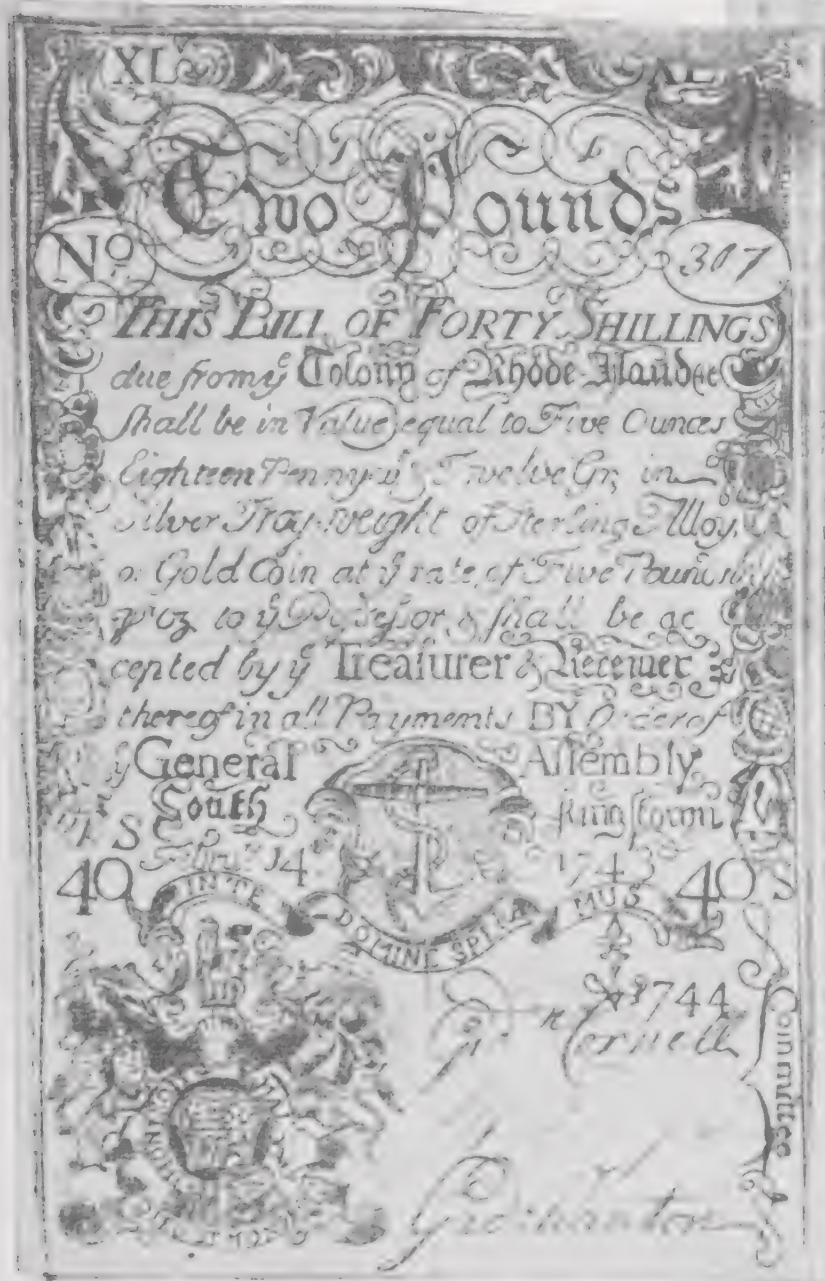 XL XL
Two Pounds
No 307
THIS BILL OF FORTY SHILLINGS
due from ye Colony of Rhode Island &c
shall be in Value equal to Five Ounces
Eighteen Penny wt & Twelve Gr; in
Silver Troy weight of Sterling Alloy,
or Gold Coin at ye rate of Five Pounds
pr oz to ye Possessor & shall be ac
cepted by ye Treasurer & Receiver
thereof in all Payments BY Order of
ye General Assembly
South Kingstown
14 1743
40 S 40 S
IN TE DOMINE SPERAMUS
1744
Cornell
Committee